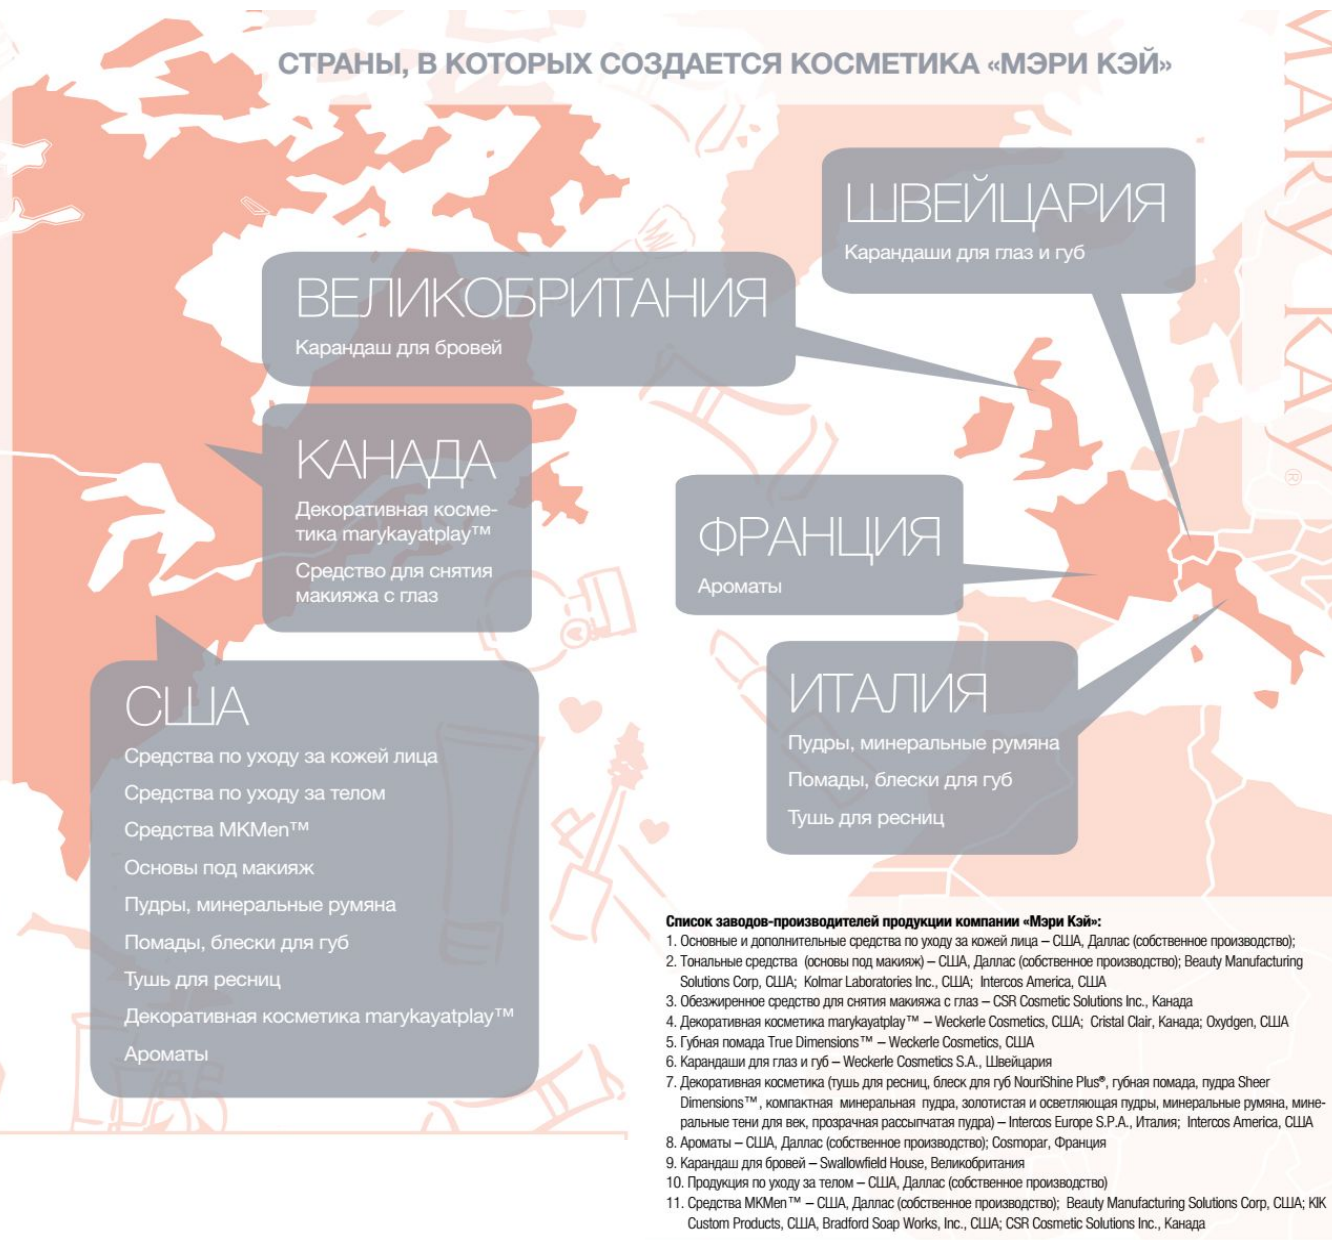 СТРАНЫ, В КОТОРЫХ СОЗДАЕТСЯ КОСМЕТИКА «МЭРИ КЭЙ»
MARY KAY®
ШВЕЙЦАРИЯ
Карандаши для глаз и губ
ВЕЛИКОБРИТАНИЯ
Карандаш для бровей
КАНАДА
Декоративная косме-
тика marykayatplay™
Средство для снятия
макияжа с глаз
ФРАНЦИЯ
Ароматы
США
Средства по уходу за кожей лица
Средства по уходу за телом
Средства MKMen™
Основы под макияж
Пудры, минеральные румяна
Помады, блески для губ
Тушь для ресниц
Декоративная косметика marykayatplay™
Ароматы
ИТАЛИЯ
Пудры, минеральные румяна
Помады, блески для губ
Тушь для ресниц
Список заводов-производителей продукции компании «Мэри Кэй»:
1. Основные и дополнительные средства по уходу за кожей лица – США, Даллас (собственное производство);
2. Тональные средства (основы под макияж) – США, Даллас (собственное производство); Beauty Manufacturing
Solutions Corp, США; Kolmar Laboratories Inc., США; Intercos America, США
3. Обезжиренное средство для снятия макияжа с глаз – CSR Cosmetic Solutions Inc., Канада
4. Декоративная косметика marykayatplay™ – Weckerle Cosmetics, США; Cristal Clair, Канада; Oxydgen, США
5. Губная помада True Dimensions™ – Weckerle Cosmetics, США
6. Карандаши для глаз и губ – Weckerle Cosmetics S.A., Швейцария
7. Декоративная косметика (тушь для ресниц, блеск для губ NouriShine Plus®, губная помада, пудра Sheer
Dimensions™, компактная минеральная пудра, золотистая и осветляющая пудры, минеральные румяна, мине-
ральные тени для век, прозрачная рассыпчатая пудра) – Intercos Europe S.P.A., Италия; Intercos America, США
8. Ароматы – США, Даллас (собственное производство); Cosmopar, Франция
9. Карандаш для бровей – Swallowfield House, Великобритания
10. Продукция по уходу за телом – США, Даллас (собственное производство)
11. Средства MKMen™ – США, Даллас (собственное производство); Beauty Manufacturing Solutions Corp, США; KIK
Custom Products, США, Bradford Soap Works, Inc., США; CSR Cosmetic Solutions Inc., Канада